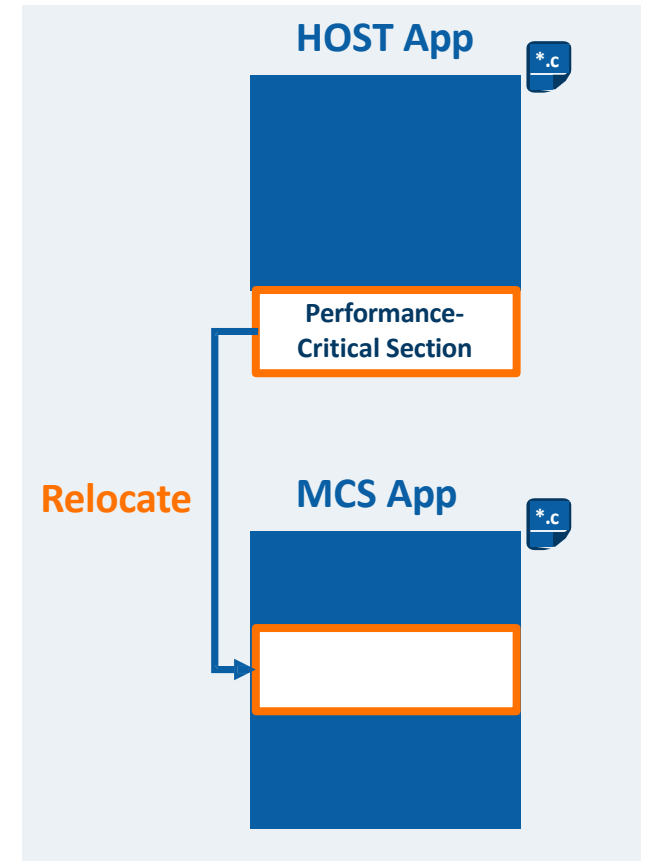 HOST App
*.c
Performance-
Critical Section
Relocate
MCS App
*.c